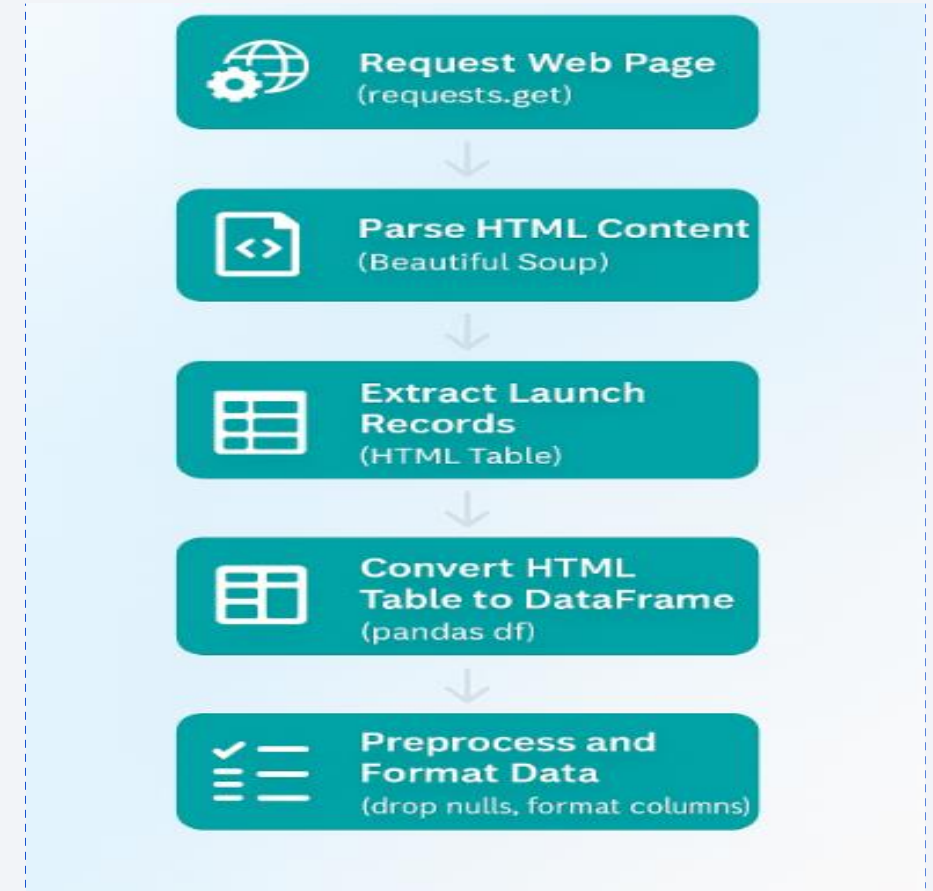 Request Web Page
(requests.get)
Parse HTML Content
(Beautiful Soup)
Extract Launch
Records
(HTML Table)
Convert HTML
Table to DataFrame
(pandas df)
Preprocess and
Format Data
(drop nulls, format columns)